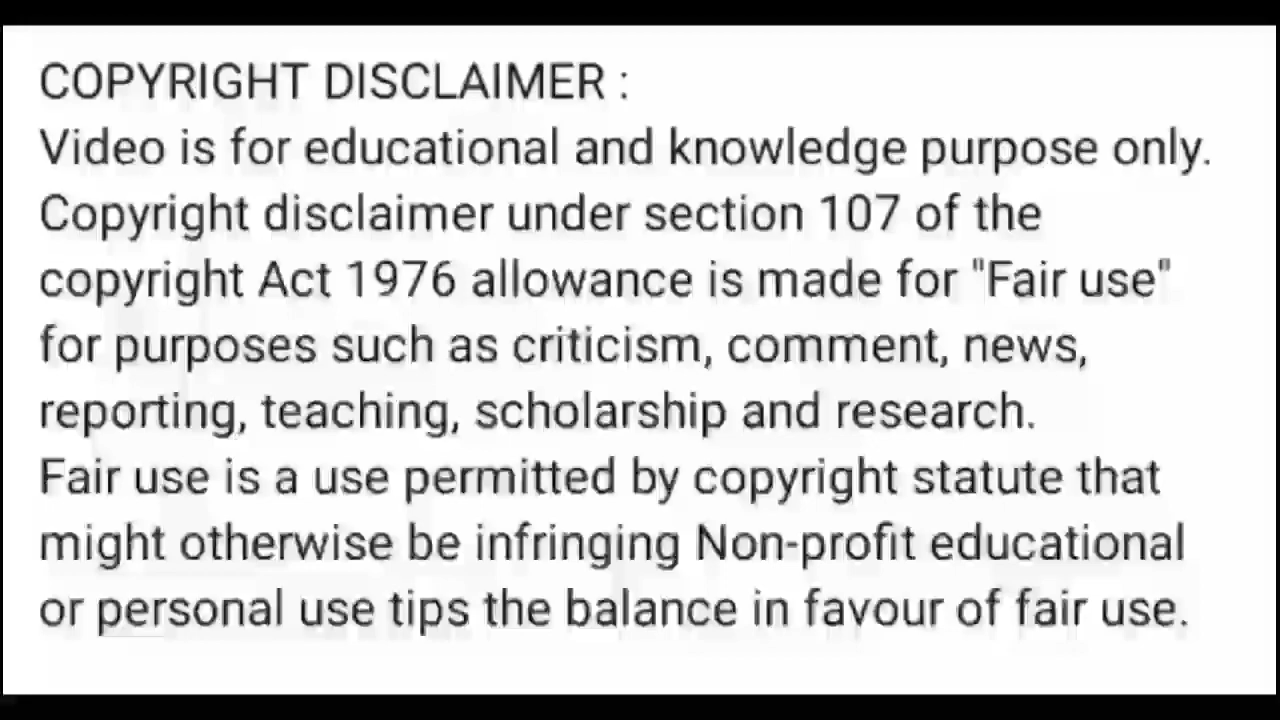 COPYRIGHT DISCLAIMER :
Video is for educational and knowledge purpose only.
Copyright disclaimer under section 107 of the
copyright Act 1976 allowance is made for "Fair use"
for purposes such as criticism, comment, news,
reporting, teaching, scholarship and research.
Fair use is a use permitted by copyright statute that
might otherwise be infringing Non-profit educational
or personal use tips the balance in favour of fair use.